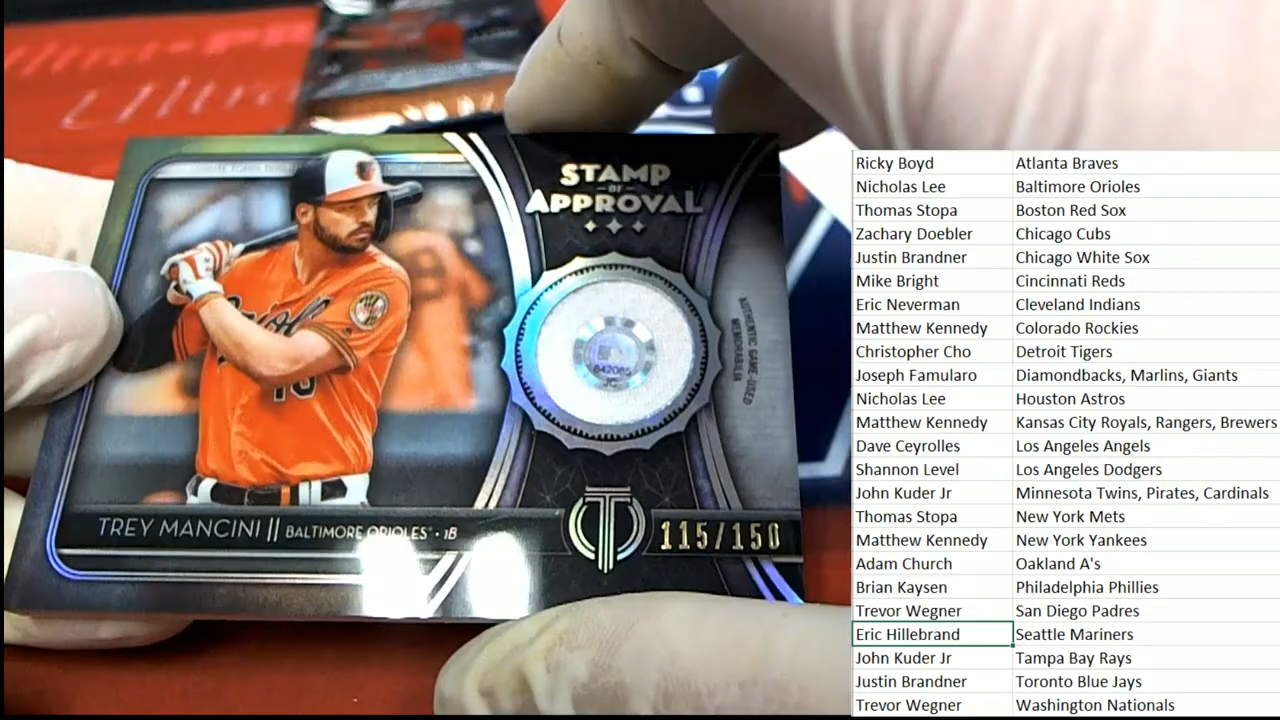 Ultra-P
Ultra
STAMP
OF
APPROVAL
AUTHENTIC GAME-USED
MEMORABILIA
642085
JC
TREY MANCINI || BALTIMORE ORIOLES • 1B
115/150
Ricky Boyd Atlanta Braves
Nicholas Lee Baltimore Orioles
Thomas Stopa Boston Red Sox
Zachary Doebler Chicago Cubs
Justin Brandner Chicago White Sox
Mike Bright Cincinnati Reds
Eric Neverman Cleveland Indians
Matthew Kennedy Colorado Rockies
Christopher Cho Detroit Tigers
Joseph Famularo Diamondbacks, Marlins, Giants
Nicholas Lee Houston Astros
Matthew Kennedy Kansas City Royals, Rangers, Brewers
Dave Ceyrolles Los Angeles Angels
Shannon Level Los Angeles Dodgers
John Kuder Jr Minnesota Twins, Pirates, Cardinals
Thomas Stopa New York Mets
Matthew Kennedy New York Yankees
Adam Church Oakland A's
Brian Kaysen Philadelphia Phillies
Trevor Wegner San Diego Padres
Eric Hillebrand Seattle Mariners
John Kuder Jr Tampa Bay Rays
Justin Brandner Toronto Blue Jays
Trevor Wegner Washington Nationals